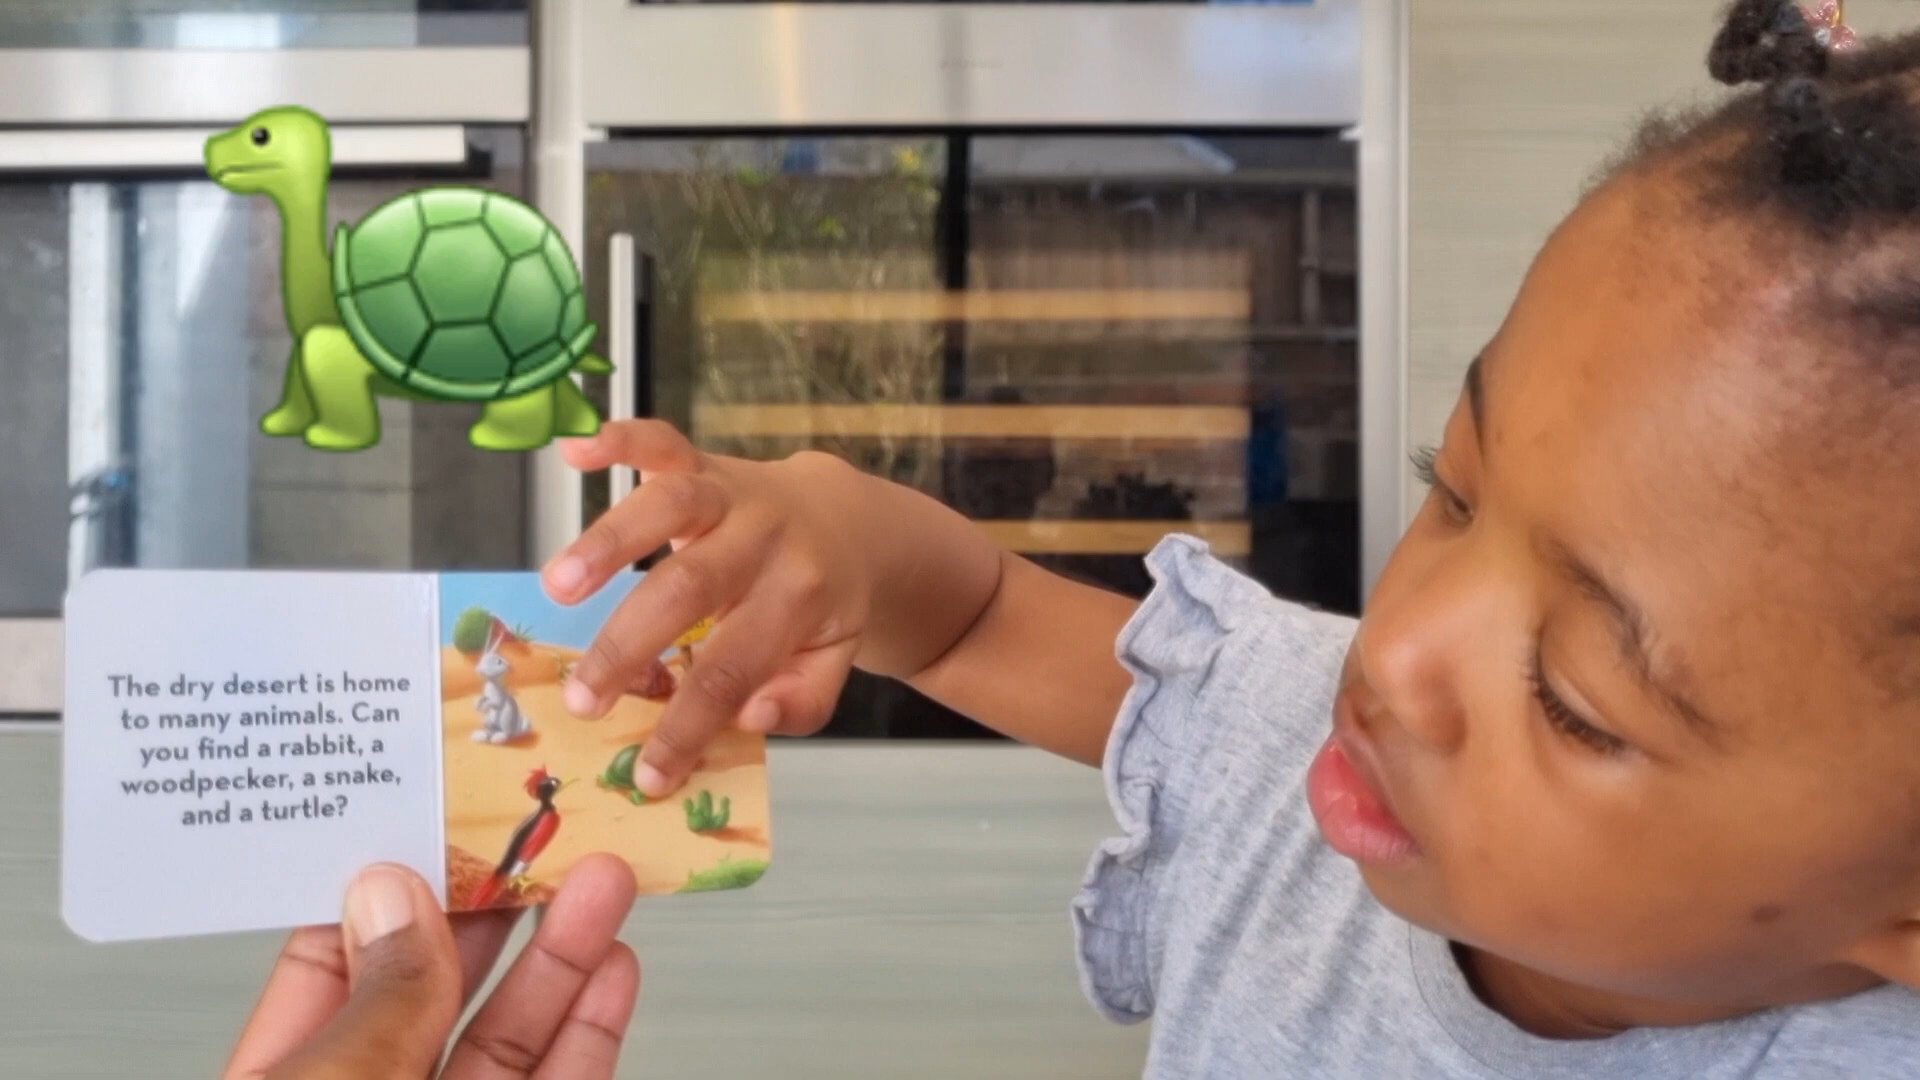 The dry desert is home
to many animals. Can
you find a rabbit, a
woodpecker, a snake,
and a turtle?